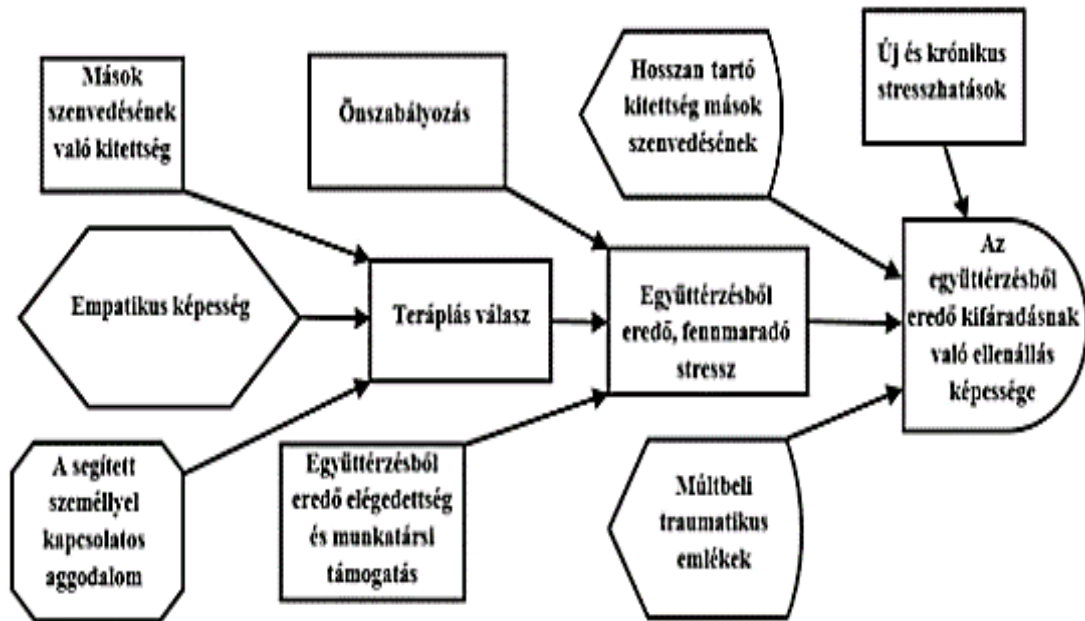 Mások
szenvedésének
való kitettség
Önszabályozás
Hosszan tartó
kitettség mások
szenvedésének
Új és krónikus
stresszhatások
Empatikus képesség
Teráplás válasz
Együttérzésből
eredő, fennmaradó
stressz
Az
együttérzésből
eredő kifáradásnak
való ellenállás
képessége
A segített
személlyel
kapcsolatos
aggodalom
Együttérzésből
eredő elégedettség
és munkatársi
támogatás
Múltbeli
traumatikus
emlékek